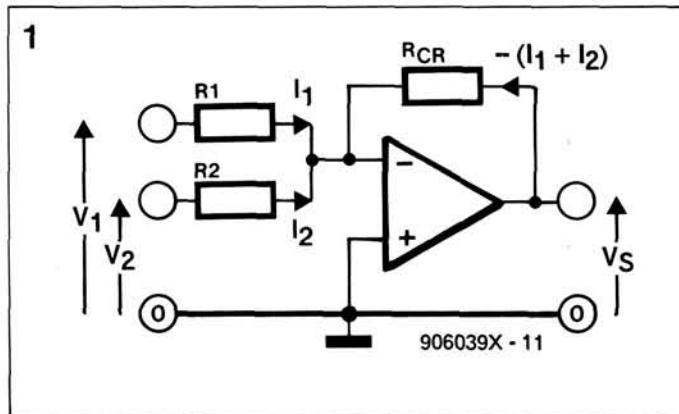 1
R1
I1
RCR
– (I1 + I2)
R2
I2
V1
V2
–
+
VS
0
0
906039X - 11